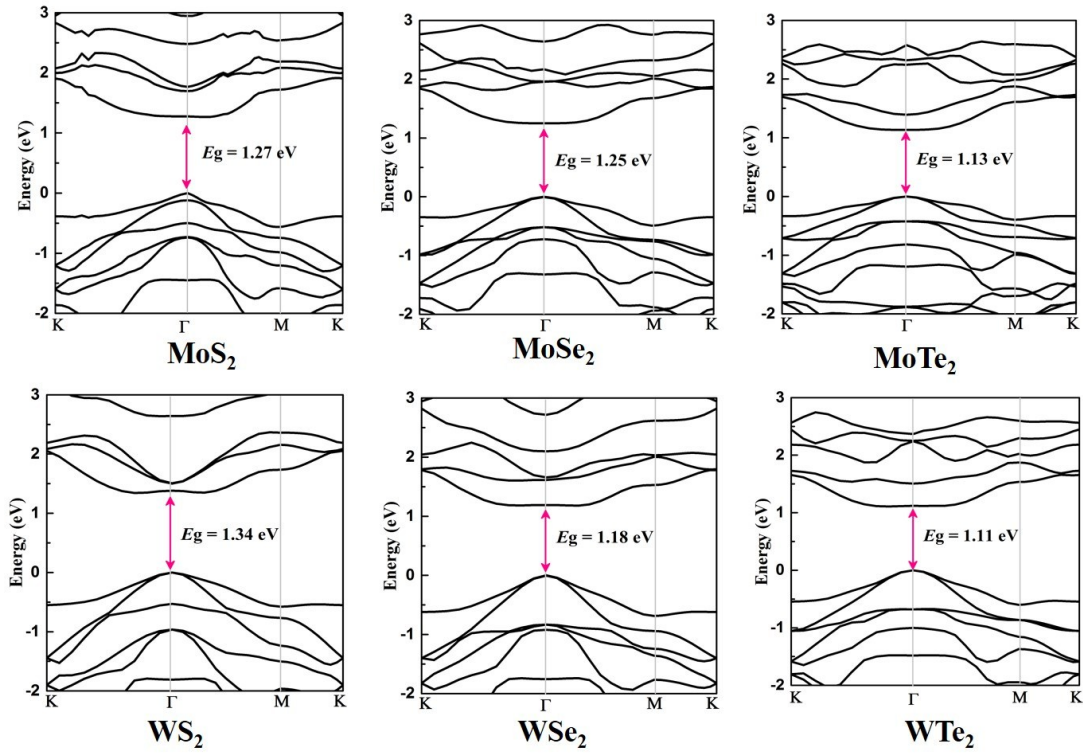 3
2
1
0
-1
-2
Energy (eV)
Eg = 1.27 eV
K Γ M K
MoS2
3
2
1
0
-1
-2
Energy (eV)
Eg = 1.25 eV
K Γ M K
MoSe2
3
2
1
0
-1
-2
Energy (eV)
Eg = 1.13 eV
K Γ M K
MoTe2
3
2
1
0
-1
-2
Energy (eV)
Eg = 1.34 eV
K Γ M K
WS2
3
2
1
0
-1
-2
Energy (eV)
Eg = 1.18 eV
K Γ M K
WSe2
3
2
1
0
-1
-2
Energy (eV)
Eg = 1.11 eV
K Γ M K
WTe2